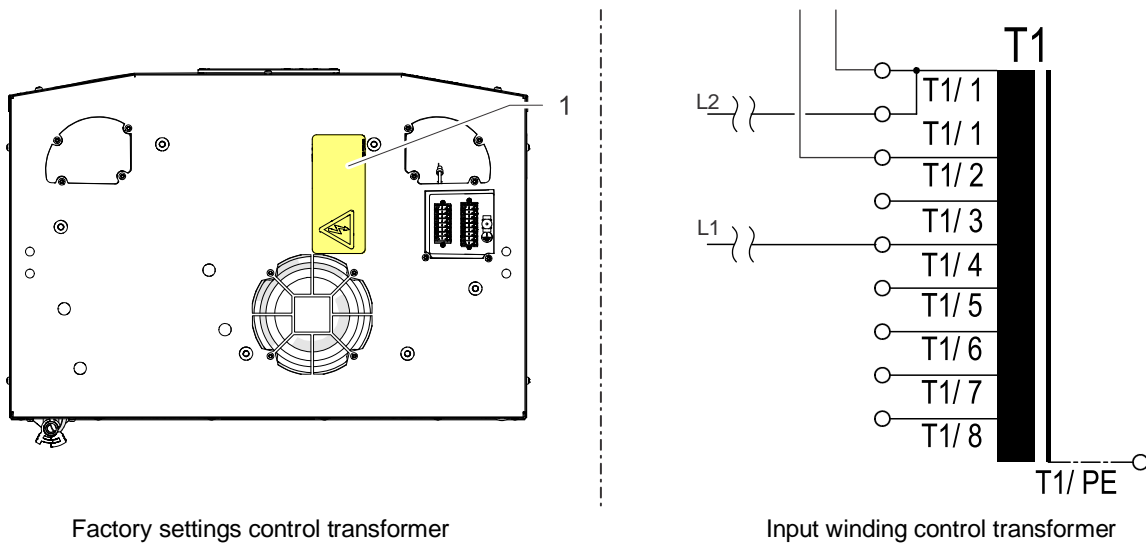 1
T1
L2
T1/ 1
T1/ 1
T1/ 2
T1/ 3
L1
T1/ 4
T1/ 5
T1/ 6
T1/ 7
T1/ 8
T1/ PE
Factory settings control transformer
Input winding control transformer